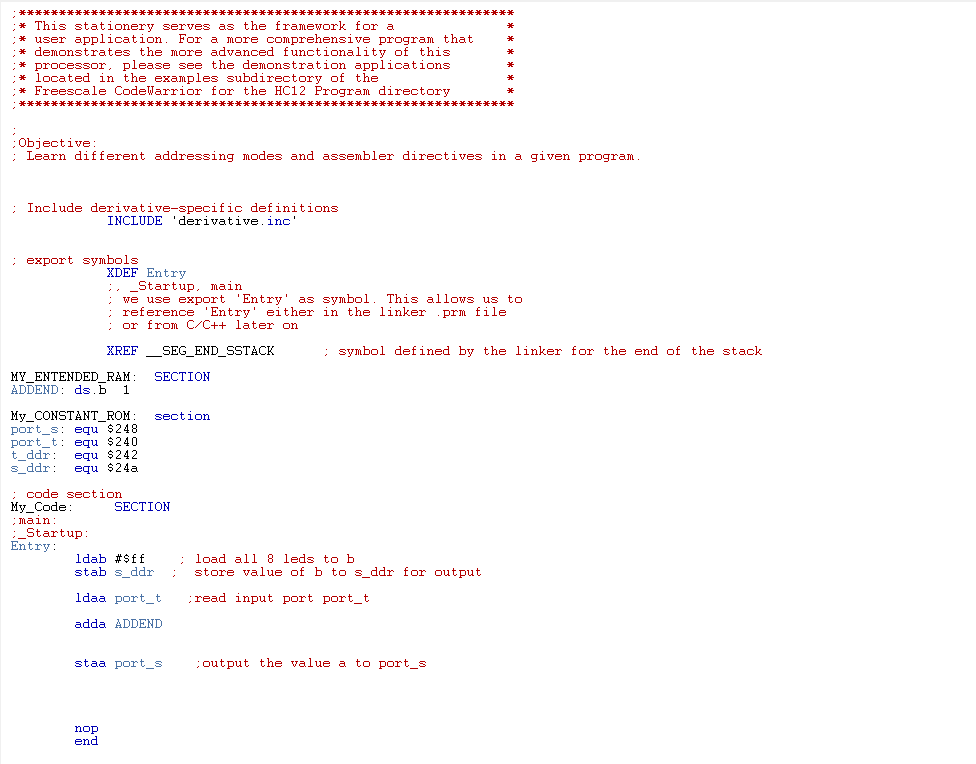 ;**************************************************************
;* This stationery serves as the framework for a              *
;* user application. For a more comprehensive program that    *
;* demonstrates the more advanced functionality of this       *
;* processor, please see the demonstration applications       *
;* located in the examples subdirectory of the                *
;* Freescale CodeWarrior for the HC12 Program directory       *
;**************************************************************
;
;Objective:
; Learn different addressing modes and assembler directives in a given program.
; Include derivative-specific definitions
INCLUDE 'derivative.inc'
; export symbols
XDEF Entry
;, _Startup, main
; we use export 'Entry' as symbol. This allows us to
; reference 'Entry' either in the linker .prm file
; or from C/C++ later on
XREF __SEG_END_SSTACK      ; symbol defined by the linker for the end of the stack
MY_ENTENDED_RAM:  SECTION
ADDEND: ds.b  1
My_CONSTANT_ROM:  section
port_s: equ $248
port_t: equ $240
t_ddr:  equ $242
s_ddr:  equ $24a
; code section
My_Code:     SECTION
;main:
;_Startup:
Entry:
ldab #$ff    ; load all 8 leds to b
stab s_ddr  ;  store value of b to s_ddr for output
ldaa port_t   ;read input port port_t
adda ADDEND
staa port_s    ;output the value a to port_s
nop
end